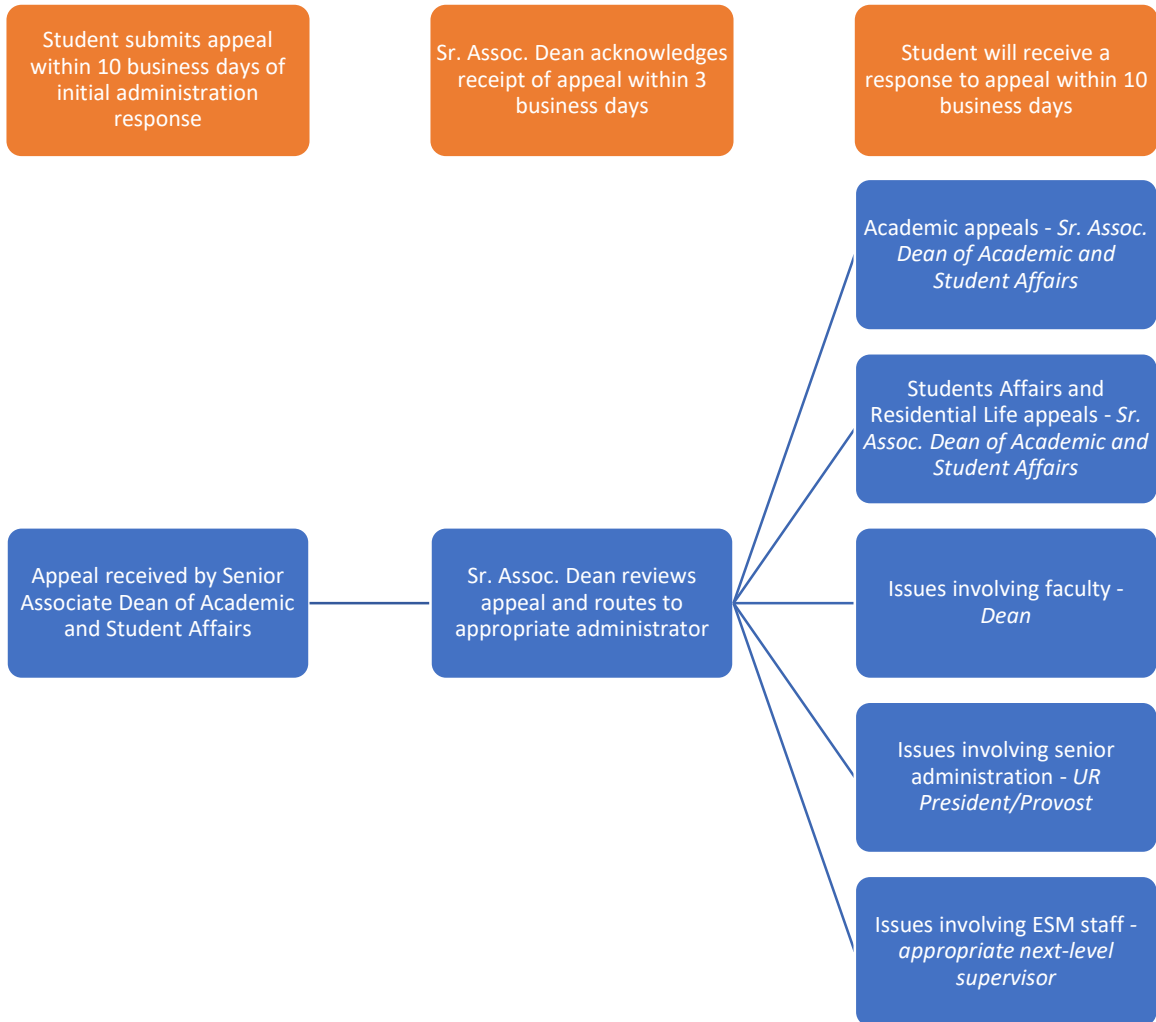 Student submits appeal
within 10 business days of
initial administration
response
Sr. Assoc. Dean acknowledges
receipt of appeal within 3
business days
Student will receive a
response to appeal within 10
business days
Appeal received by Senior
Associate Dean of Academic
and Student Affairs
Sr. Assoc. Dean reviews
appeal and routes to
appropriate administrator
Academic appeals - Sr. Assoc.
Dean of Academic and
Student Affairs
Students Affairs and
Residential Life appeals - Sr.
Assoc. Dean of Academic and
Student Affairs
Issues involving faculty -
Dean
Issues involving senior
administration - UR
President/Provost
Issues involving ESM staff -
appropriate next-level
supervisor